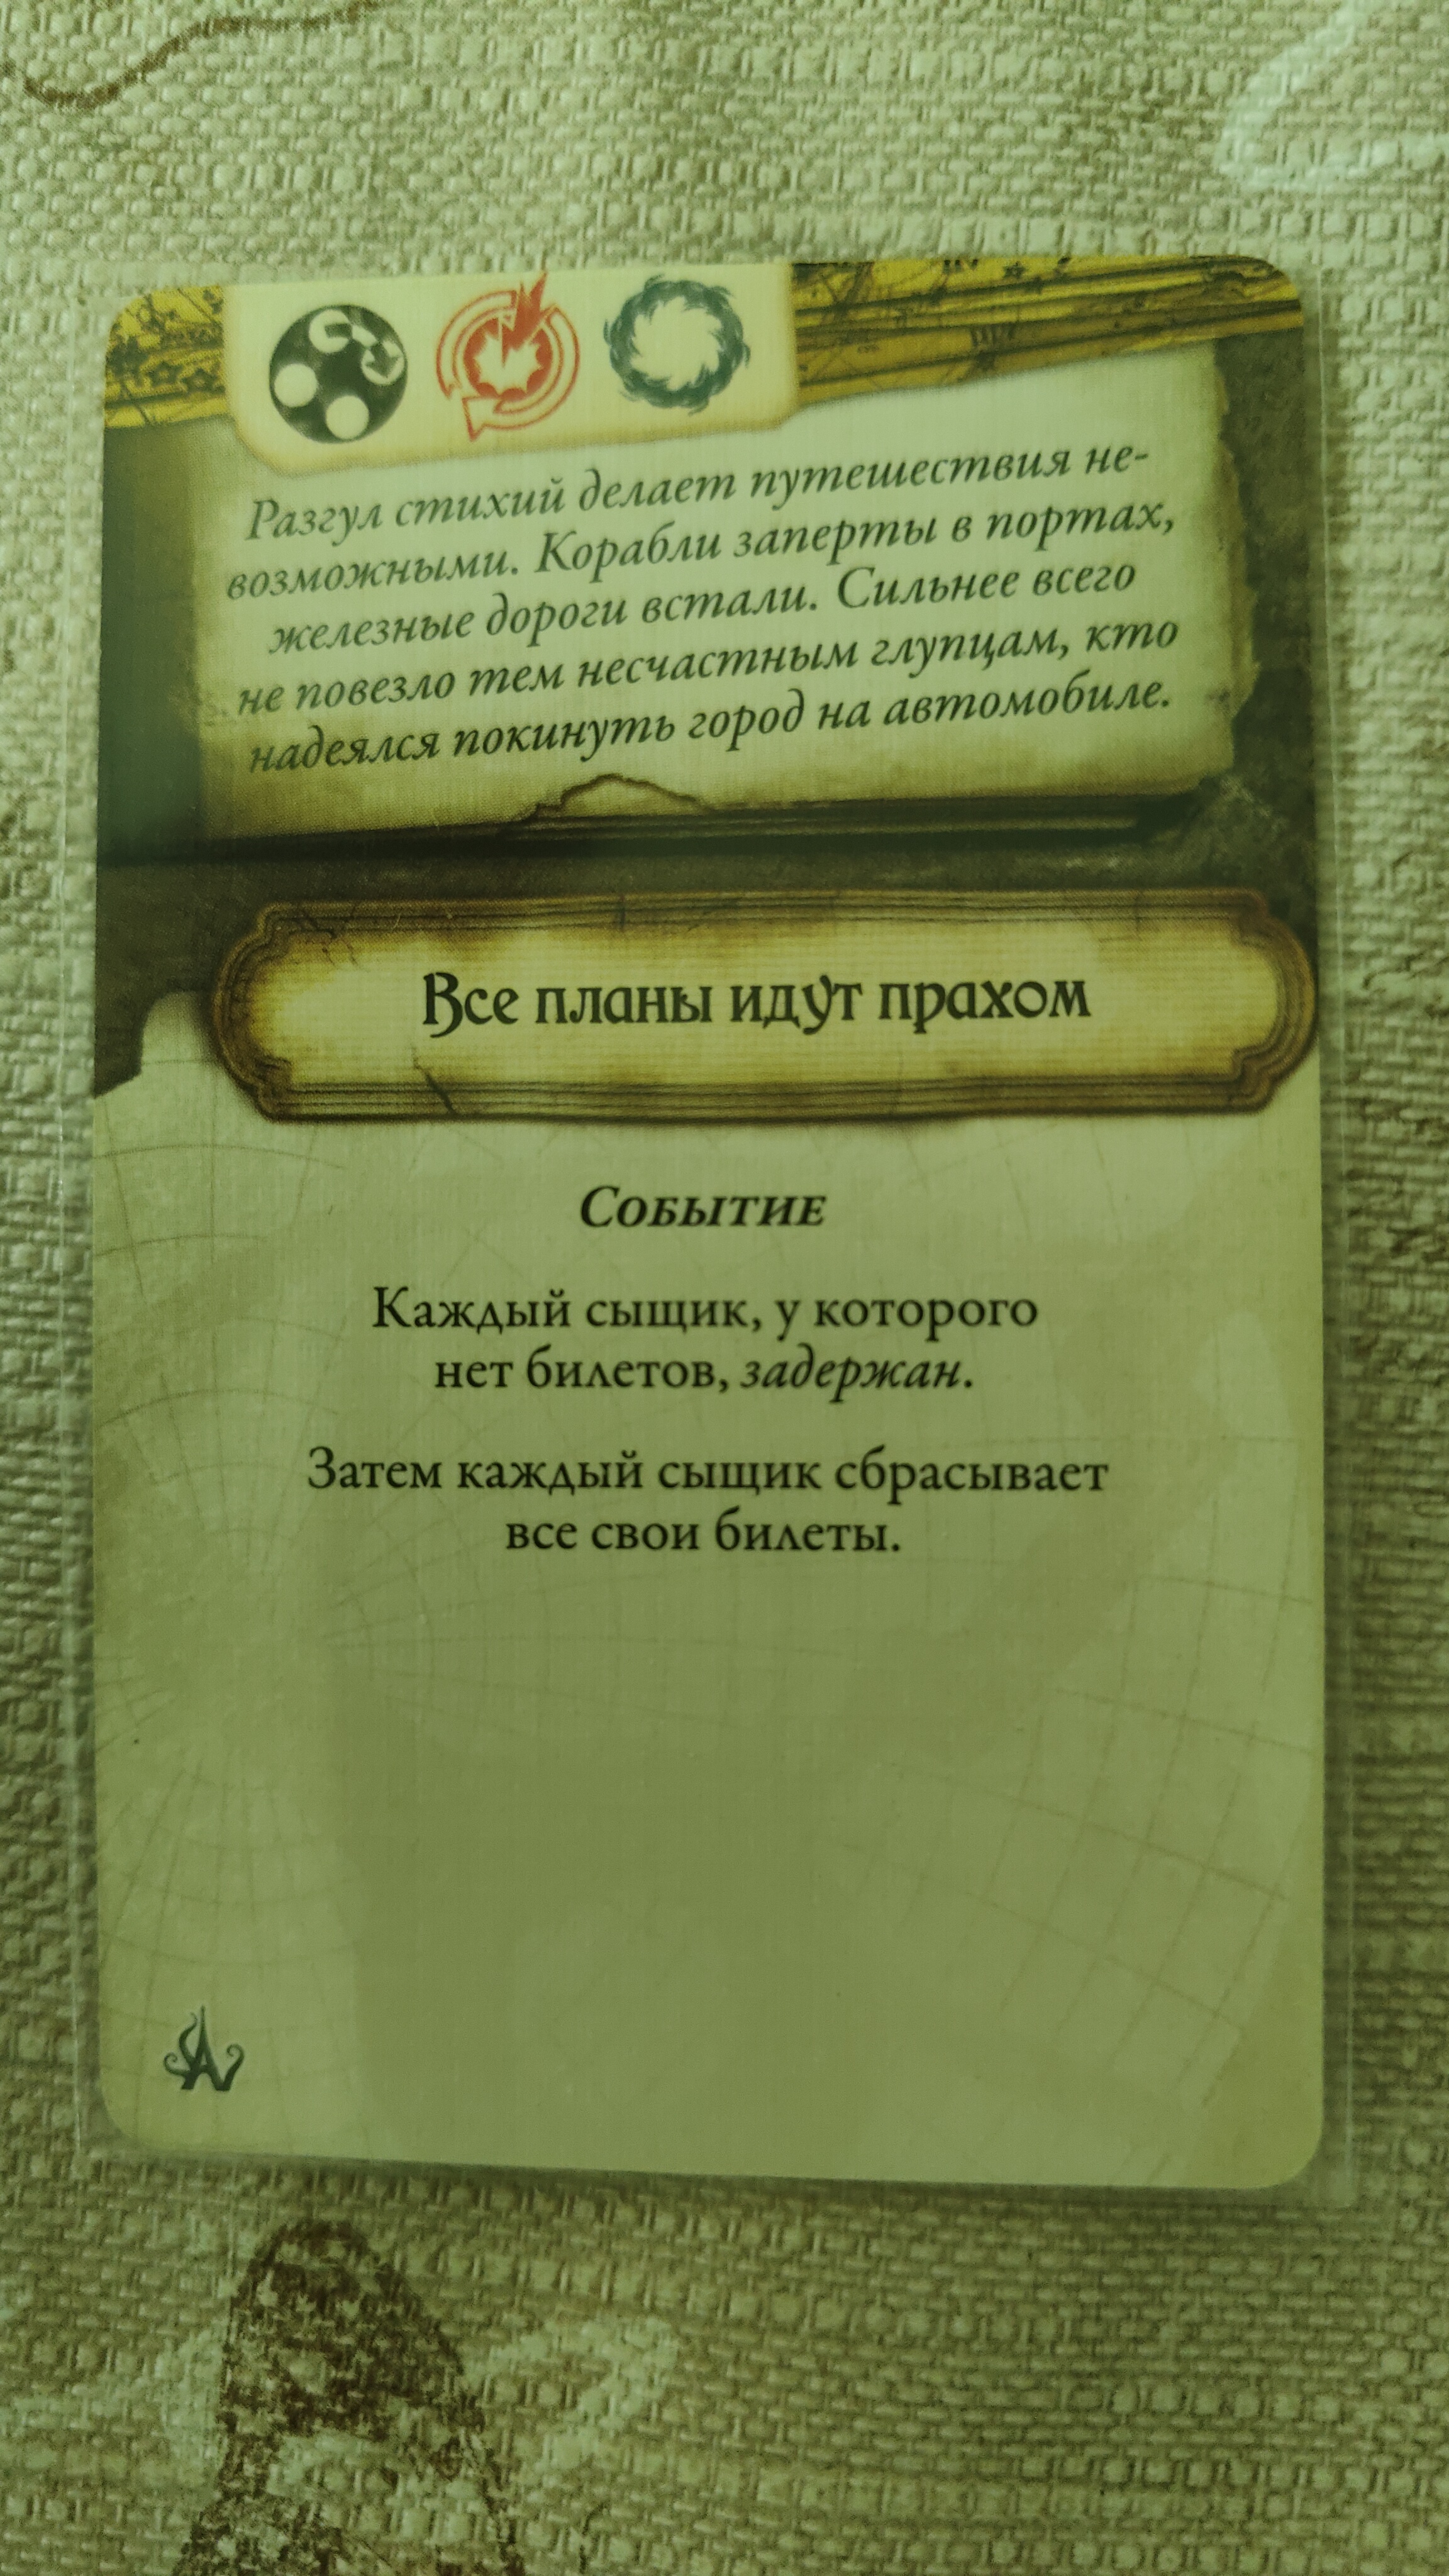 Разгул стихий делает путешествия не-
возможными. Корабли заперты в портах,
железные дороги встали. Сильнее всего
не повезло тем несчастным глупцам, кто
надеялся покинуть город на автомобиле.
Все планы идут прахом
Событие
Каждый сыщик, у которого
нет билетов, задержан.
Затем каждый сыщик сбрасывает
все свои билеты.